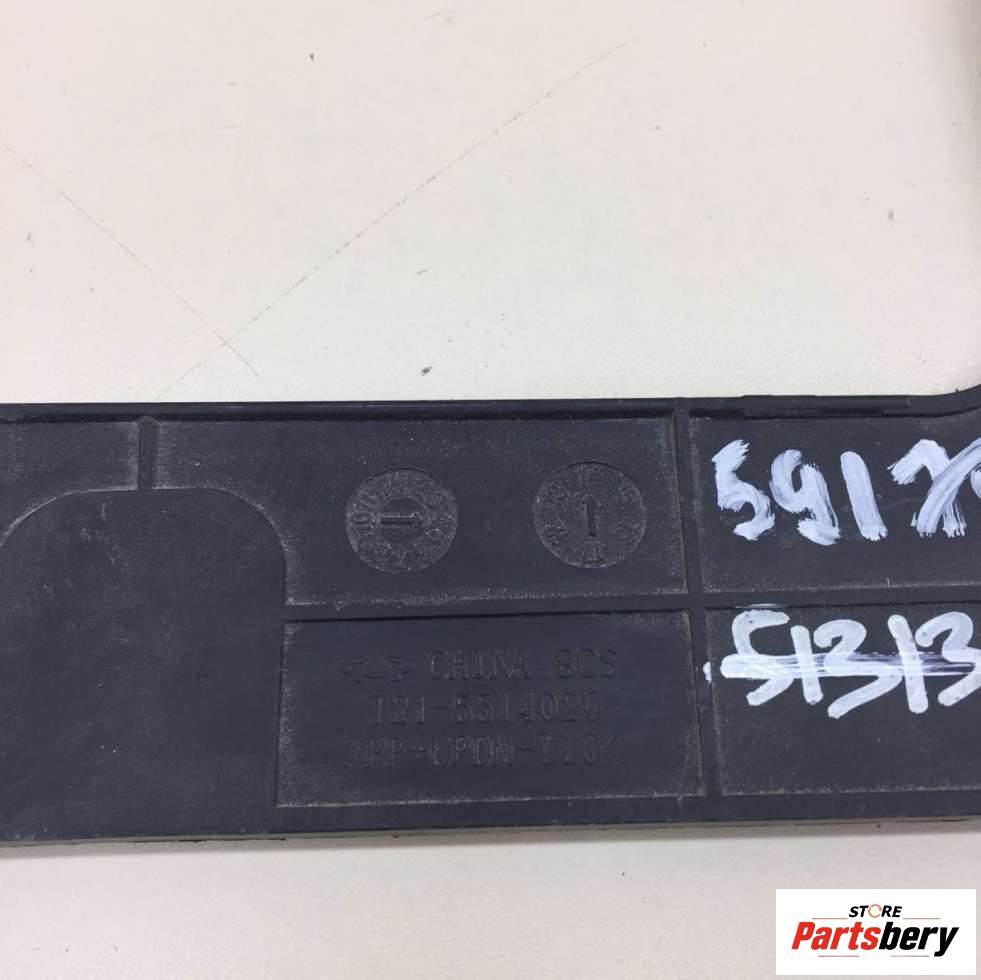 5917
51313
CHINA 8CS
T21-5514020
>PP+EPDM-T10<
STORE
Partsbery